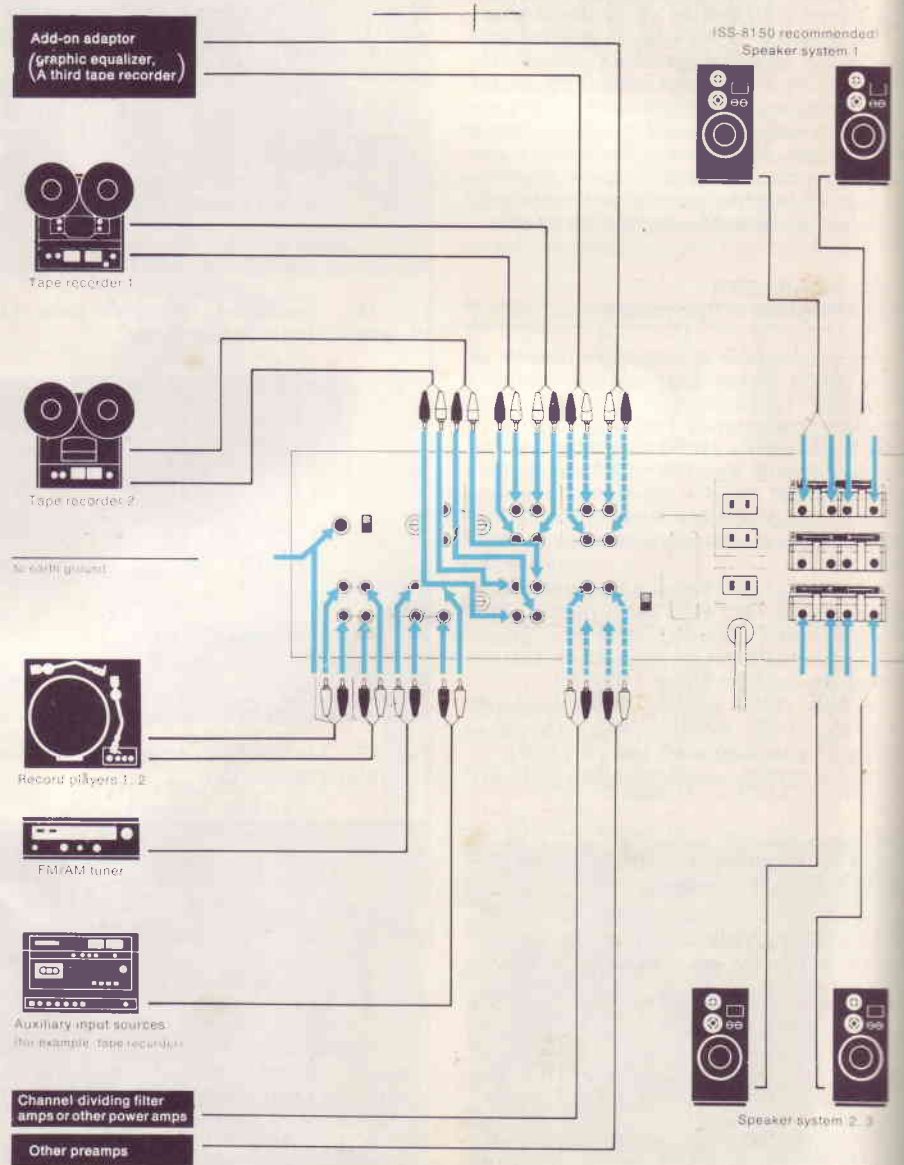 Add-on adaptor
(graphic equalizer,
A third tape recorder)
(SS-8150 recommended)
Speaker system 1
Tape recorder 1
Tape recorder 2
to earth ground
Record players 1, 2
FM/AM tuner
Auxiliary input sources
(for example, tape recorder)
Channel dividing filter
amps or other power amps
Other preamps
Speaker system 2, 3